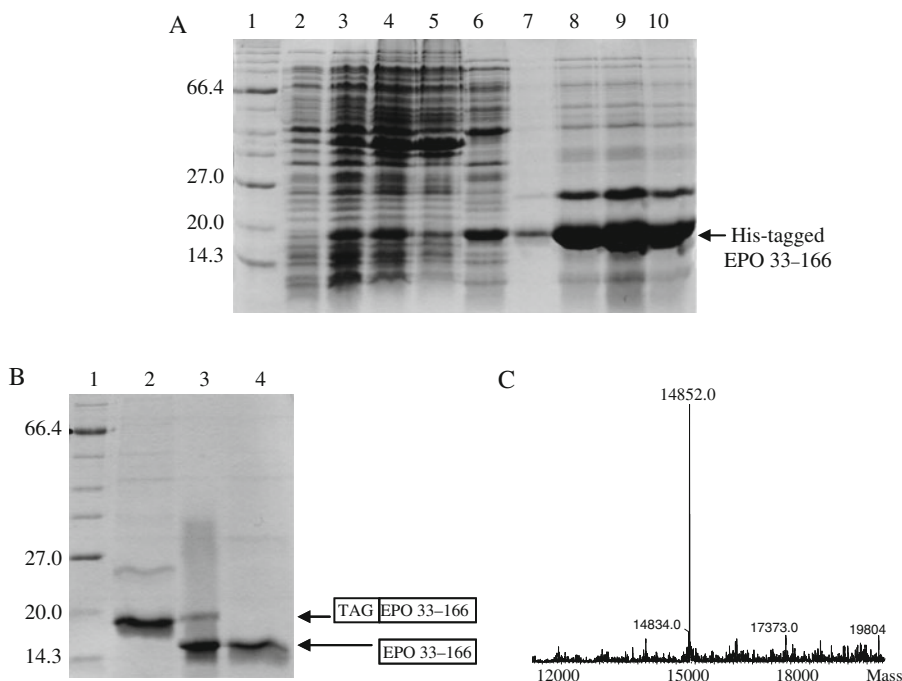 A
1 2 3 4 5 6 7 8 9 10
66.4
27.0
20.0
14.3
His-tagged
EPO 33–166
B
1 2 3 4
66.4
27.0
20.0
14.3
TAG EPO 33–166
EPO 33–166
C
14852.0
14834.0
17373.0
19804
12000 15000 18000 Mass